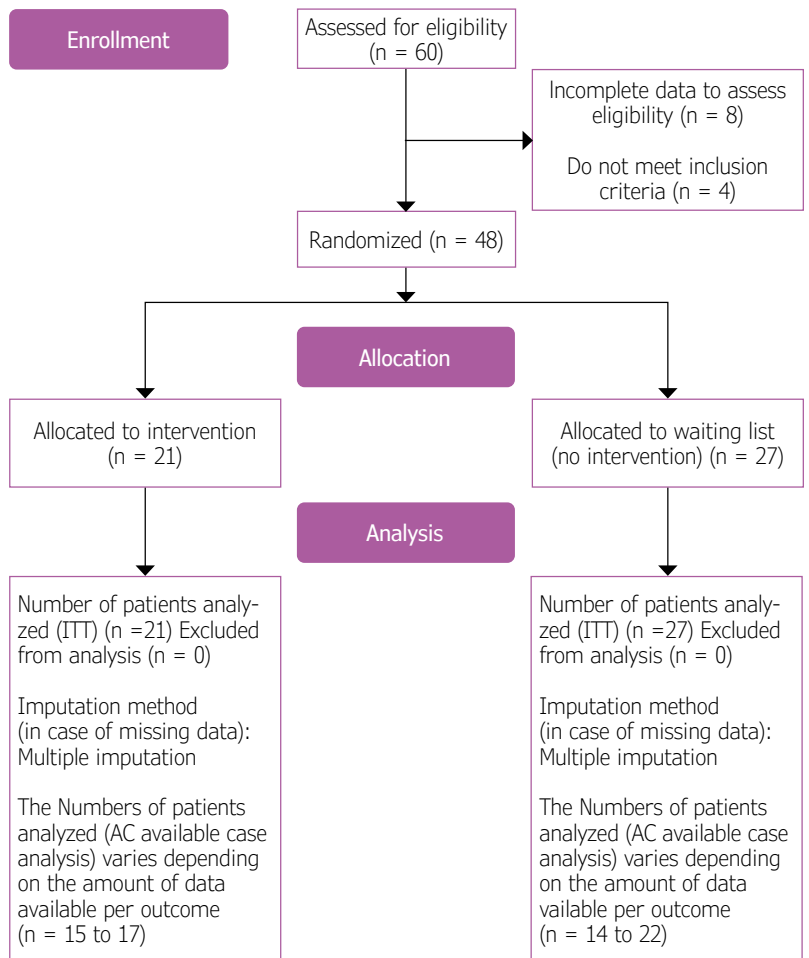 Enrollment
Assessed for eligibility
(n = 60)
Incomplete data to assess
eligibility (n = 8)
Do not meet inclusion
criteria (n = 4)
Randomized (n = 48)
Allocation
Allocated to intervention
(n = 21)
Allocated to waiting list
(no intervention) (n = 27)
Analysis
Number of patients analy-
zed (ITT) (n =21) Excluded
from analysis (n = 0)
Imputation method
(in case of missing data):
Multiple imputation
The Numbers of patients
analyzed (AC available case
analysis) varies depending
on the amount of data
available per outcome
(n = 15 to 17)
Number of patients analy-
zed (ITT) (n =27) Excluded
from analysis (n = 0)
Imputation method
(in case of missing data):
Multiple imputation
The Numbers of patients
analyzed (AC available case
analysis) varies depending
on the amount of data
vailable per outcome
(n = 14 to 22)